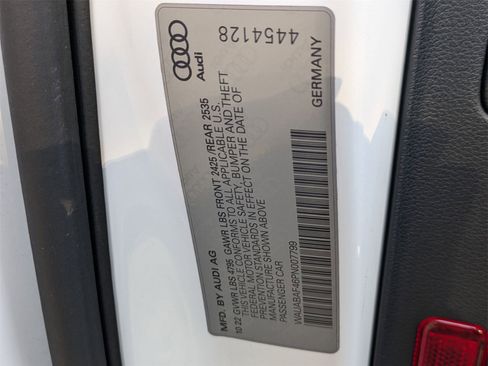 Audi
4454128
MFD. BY AUDI AG
10-22 GVWR LBS 4795 GAWR LBS FRONT 2425/REAR 2535
THIS VEHICLE CONFORMS TO ALL APPLICABLE U.S.
FEDERAL MOTOR VEHICLE SAFETY, BUMPER AND THEFT
PREVENTION STANDARDS IN EFFECT ON THE DATE OF
MANUFACTURE SHOWN ABOVE
PASSENGER CAR
WAUABAF46PN007799
GERMANY